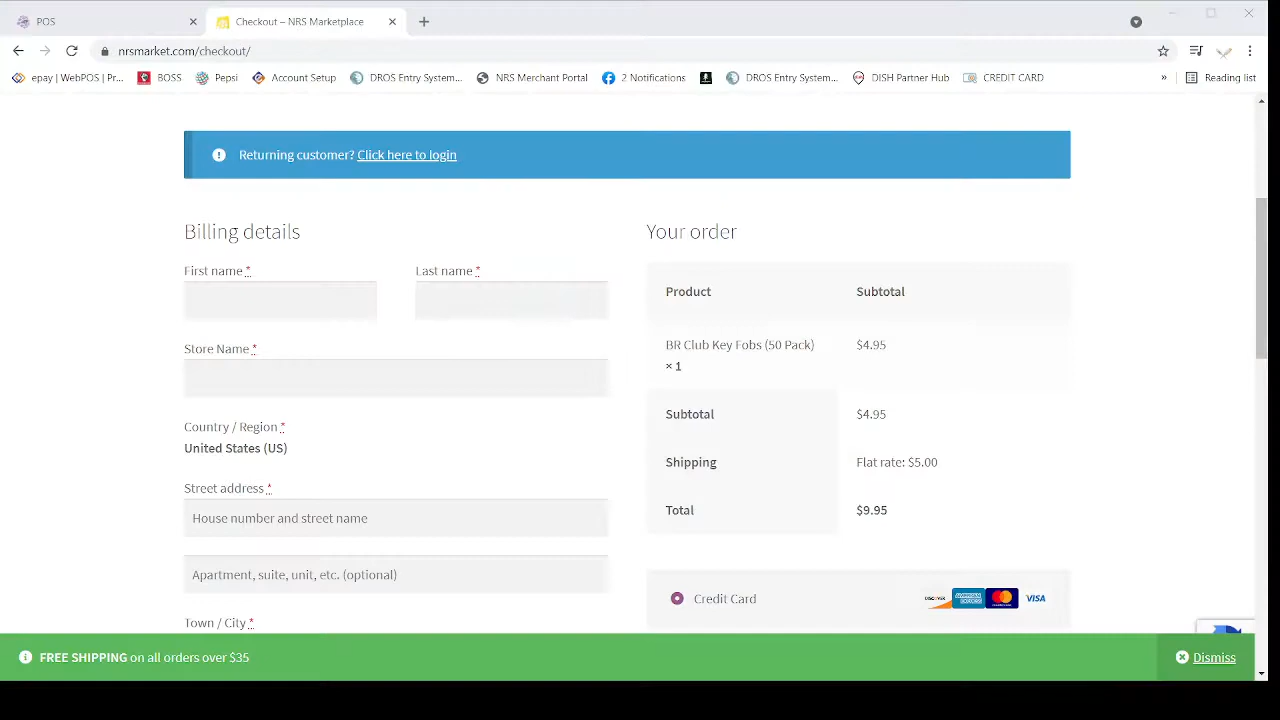 POS
Checkout – NRS Marketplace
nrsmarket.com/checkout/
epay | WebPOS | Pr... BOSS Pepsi Account Setup DROS Entry System... NRS Merchant Portal 2 Notifications DROS Entry System... DISH Partner Hub CREDIT CARD » Reading list
Returning customer? Click here to login
Billing details
First name * Last name *
Store Name *
Country / Region *
United States (US)
Street address *
House number and street name
Apartment, suite, unit, etc. (optional)
Town / City *
Your order
Product Subtotal
BR Club Key Fobs (50 Pack) $4.95
× 1
Subtotal $4.95
Shipping Flat rate: $5.00
Total $9.95
Credit Card DISCOVER AMERICAN EXPRESS VISA
FREE SHIPPING on all orders over $35 Dismiss